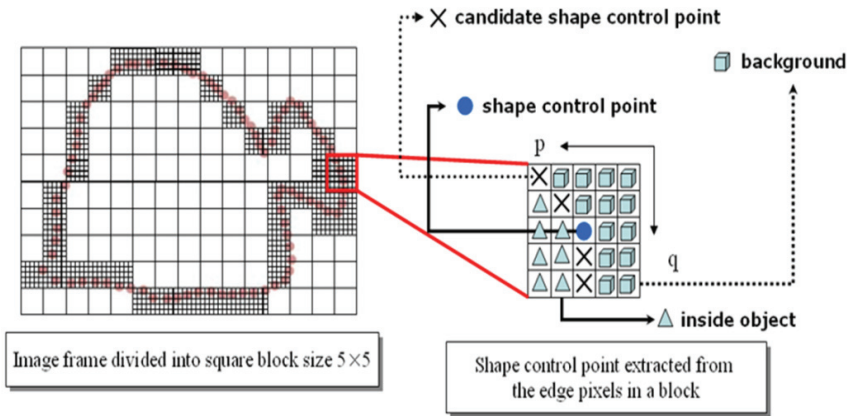 candidate shape control point
background
shape control point
p
q
inside object
Image frame divided into square block size 5×5
Shape control point extracted from
the edge pixels in a block